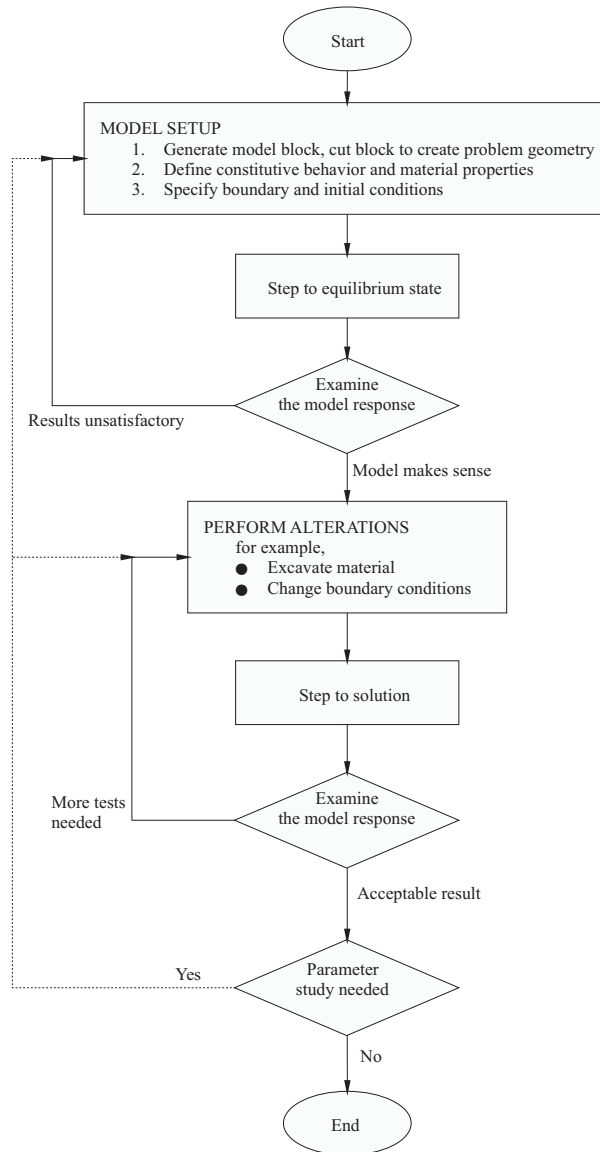 Start
MODEL SETUP
1. Generate model block, cut block to create problem geometry
2. Define constitutive behavior and material properties
3. Specify boundary and initial conditions
Step to equilibrium state
Examine
the model response
Results unsatisfactory
Model makes sense
PERFORM ALTERATIONS
for example,
● Excavate material
● Change boundary conditions
Step to solution
Examine
the model response
More tests
needed
Acceptable result
Parameter
study needed
Yes
No
End